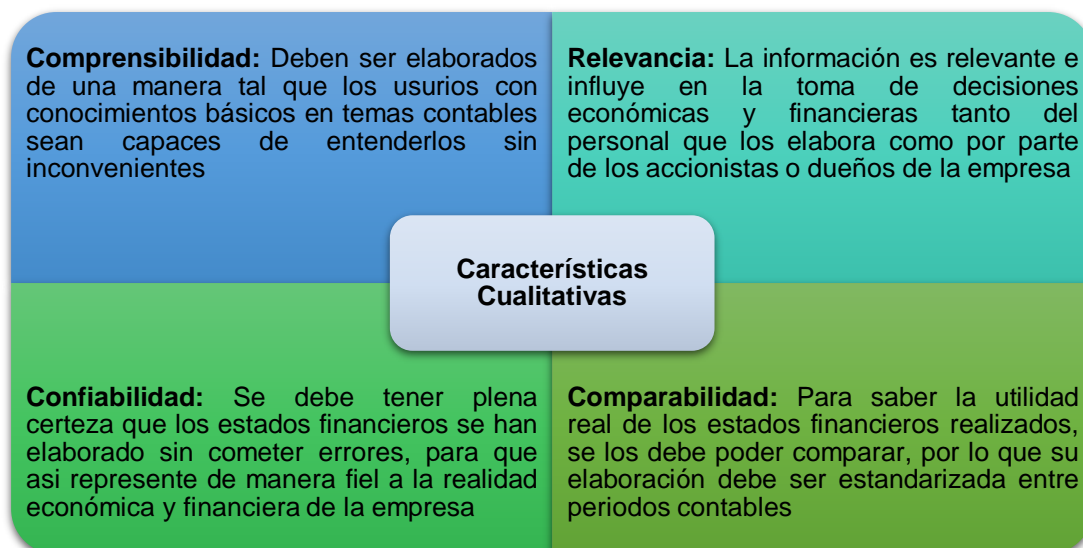 Comprensibilidad: Deben ser elaborados
de una manera tal que los usurios con
conocimientos básicos en temas contables
sean capaces de entenderlos sin
inconvenientes
Relevancia: La información es relevante e
influye en la toma de decisiones
económicas y financieras tanto del
personal que los elabora como por parte
de los accionistas o dueños de la empresa
Características
Cualitativas
Confiabilidad: Se debe tener plena
certeza que los estados financieros se han
elaborado sin cometer errores, para que
asi represente de manera fiel a la realidad
económica y financiera de la empresa
Comparabilidad: Para saber la utilidad
real de los estados financieros realizados,
se los debe poder comparar, por lo que su
elaboración debe ser estandarizada entre
periodos contables